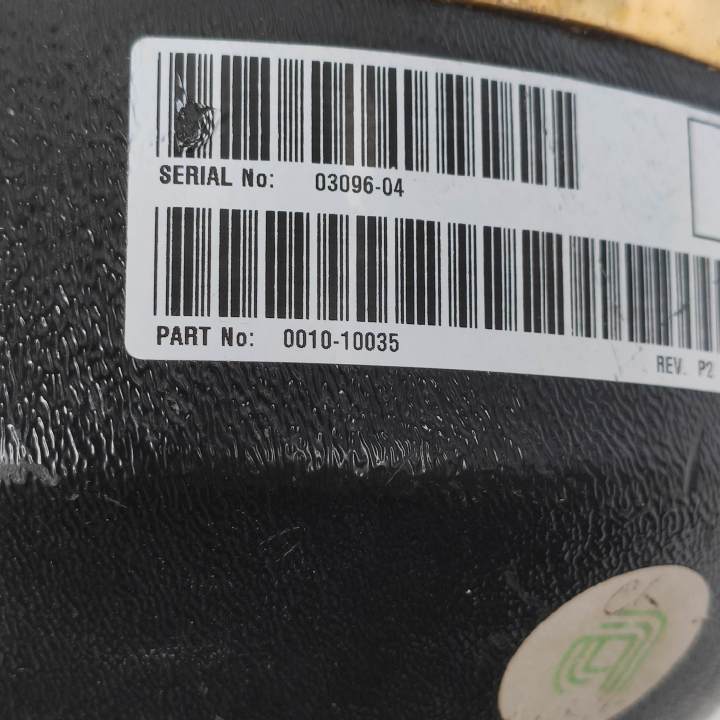 SERIAL No: 03096-04
PART No: 0010-10035
REV. P2